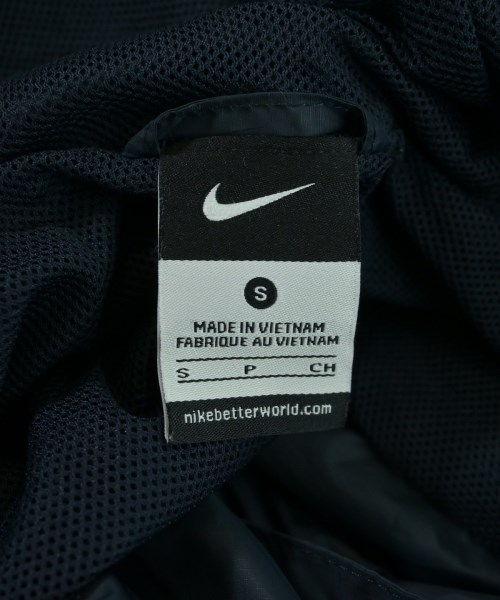 S
MADE IN VIETNAM
FABRIQUE AU VIETNAM
S P CH
nikebetterworld.com